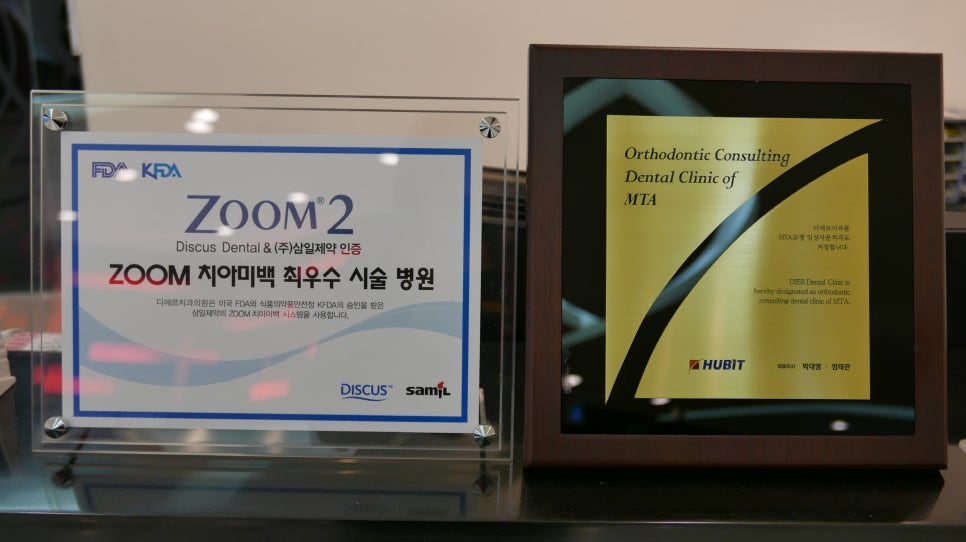 FDA KFDA
ZOOM® 2
Discus Dental & (주)삼일제약 인증
ZOOM 치아미백 최우수 시술 병원
디에르치과의원은 미국 FDA와 식품의약품안전청 KFDA의 승인을 받은
삼일제약의 ZOOM 치아미백 시스템을 사용합니다.
DISCUS™ samil
Orthodontic Consulting
Dental Clinic of
MTA
디에르치과를
MTA교정 임상자문치과로
지정합니다.
DIER Dental Clinic is
hereby designated as orthodontic
consulting dental clinic of MTA.
HUBIT 대표이사 박대영 · 임태관